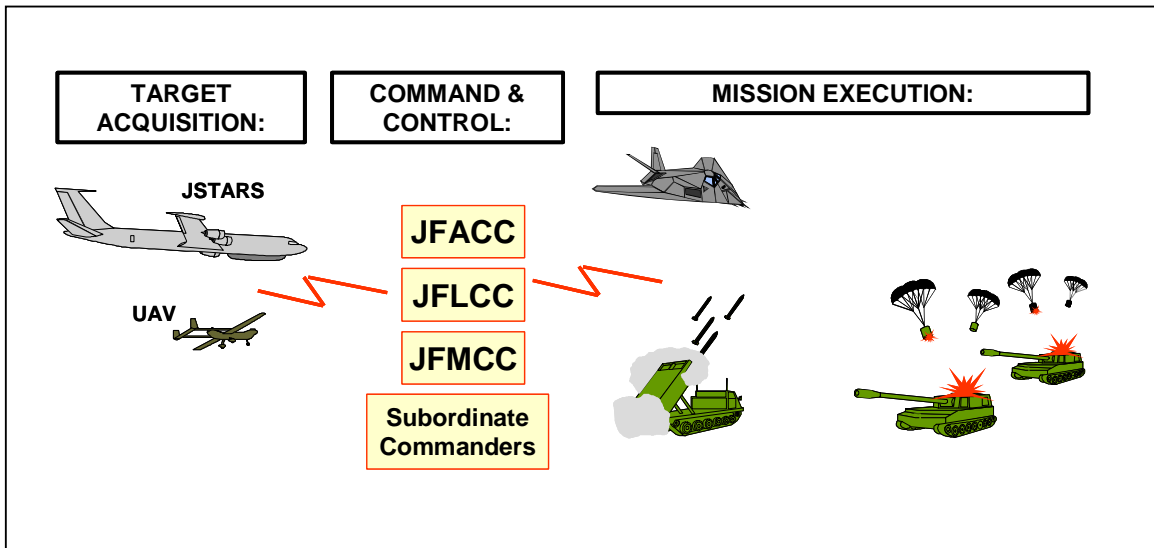 TARGET
ACQUISITION:
COMMAND &
CONTROL:
MISSION EXECUTION:
JSTARS
UAV
JFACC
JFLCC
JFMCC
Subordinate
Commanders